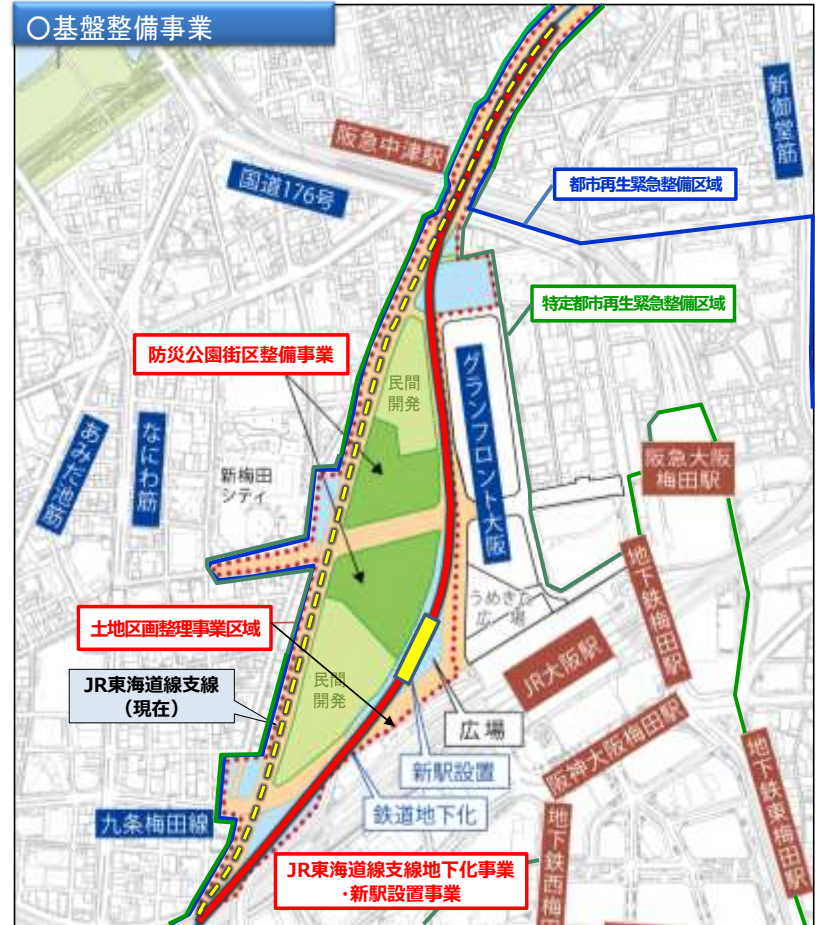 〇基盤整備事業
新御堂筋
阪急中津駅
国道176号
都市再生緊急整備区域
特定都市再生緊急整備区域
防災公園街区整備事業
民間
開発
グランフロント大阪
あみだ池筋
なにわ筋
新梅田
シティ
阪急大阪
梅田駅
地下鉄梅田駅
うめきた
広場
土地区画整理事業区域
JR大阪駅
JR東海道線支線
（現在）
民間
開発
広場
阪神大阪梅田駅
新駅設置
地下鉄東梅田駅
鉄道地下化
九条梅田線
地下鉄西梅田
JR東海道線支線地下化事業
・新駅設置事業